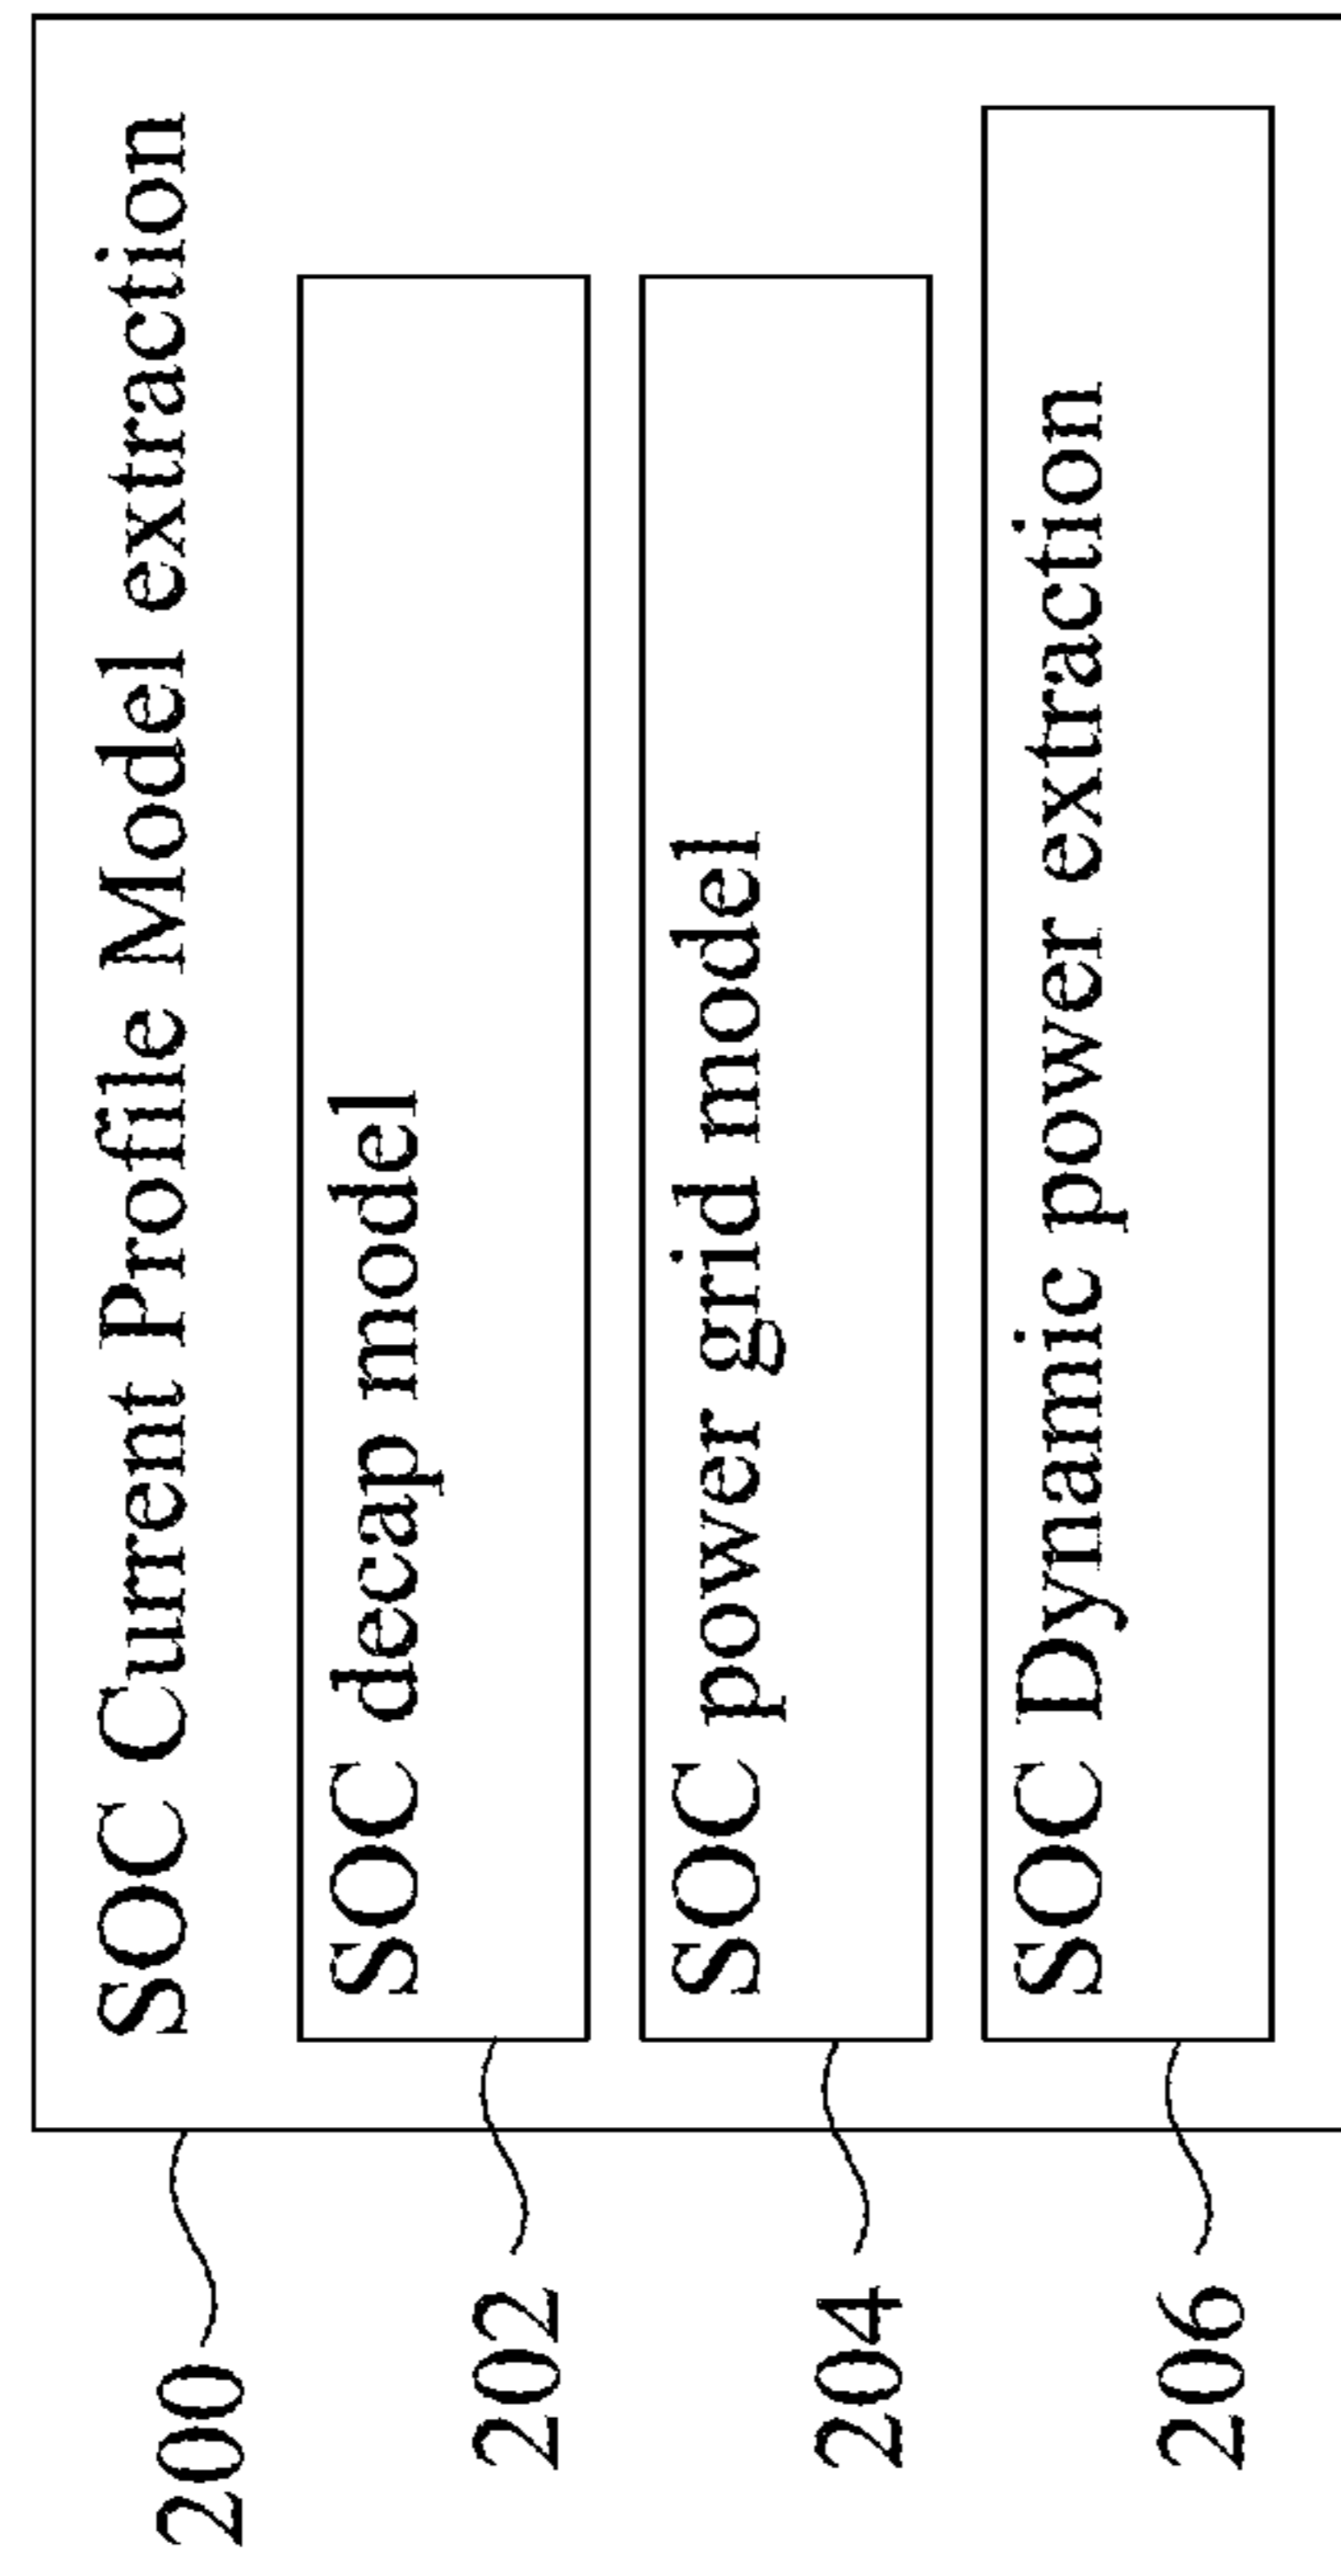 SOC Current Profile Model extraction
200
SOC decap model
202
SOC power grid model
204
SOC Dynamic power extraction
206